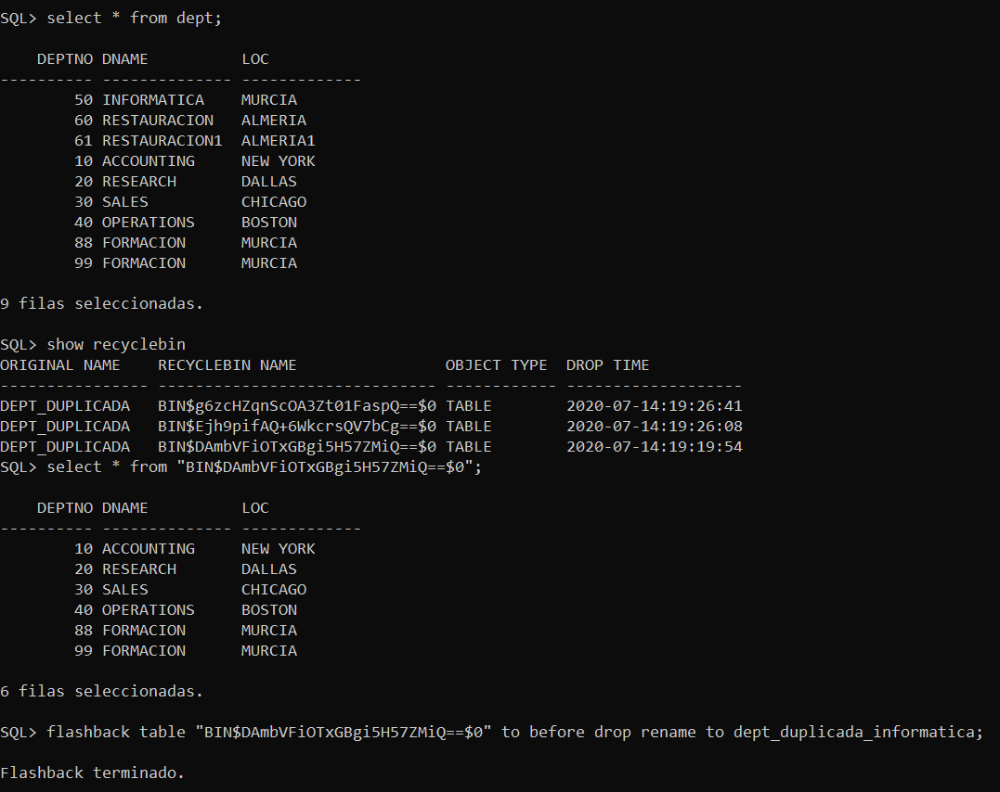 SQL> select * from dept;
    DEPTNO DNAME          LOC
---------- -------------- -------------
        50 INFORMATICA    MURCIA
        60 RESTAURACION   ALMERIA
        61 RESTAURACION1  ALMERIA1
        10 ACCOUNTING     NEW YORK
        20 RESEARCH       DALLAS
        30 SALES          CHICAGO
        40 OPERATIONS     BOSTON
        88 FORMACION      MURCIA
        99 FORMACION      MURCIA
9 filas seleccionadas.
SQL> show recyclebin
ORIGINAL NAME    RECYCLEBIN NAME                OBJECT TYPE  DROP TIME
---------------- ------------------------------ ------------ -------------------
DEPT_DUPLICADA   BIN$g6zcHZqnScOA3Zt01FaspQ==$0 TABLE        2020-07-14:19:26:41
DEPT_DUPLICADA   BIN$Ejh9pifAQ+6WkcrsQV7bCg==$0 TABLE        2020-07-14:19:26:08
DEPT_DUPLICADA   BIN$DAmbVFiOTxGBgi5H57ZMiQ==$0 TABLE        2020-07-14:19:19:54
SQL> select * from "BIN$DAmbVFiOTxGBgi5H57ZMiQ==$0";
    DEPTNO DNAME          LOC
---------- -------------- -------------
        10 ACCOUNTING     NEW YORK
        20 RESEARCH       DALLAS
        30 SALES          CHICAGO
        40 OPERATIONS     BOSTON
        88 FORMACION      MURCIA
        99 FORMACION      MURCIA
6 filas seleccionadas.
SQL> flashback table "BIN$DAmbVFiOTxGBgi5H57ZMiQ==$0" to before drop rename to dept_duplicada_informatica;
Flashback terminado.